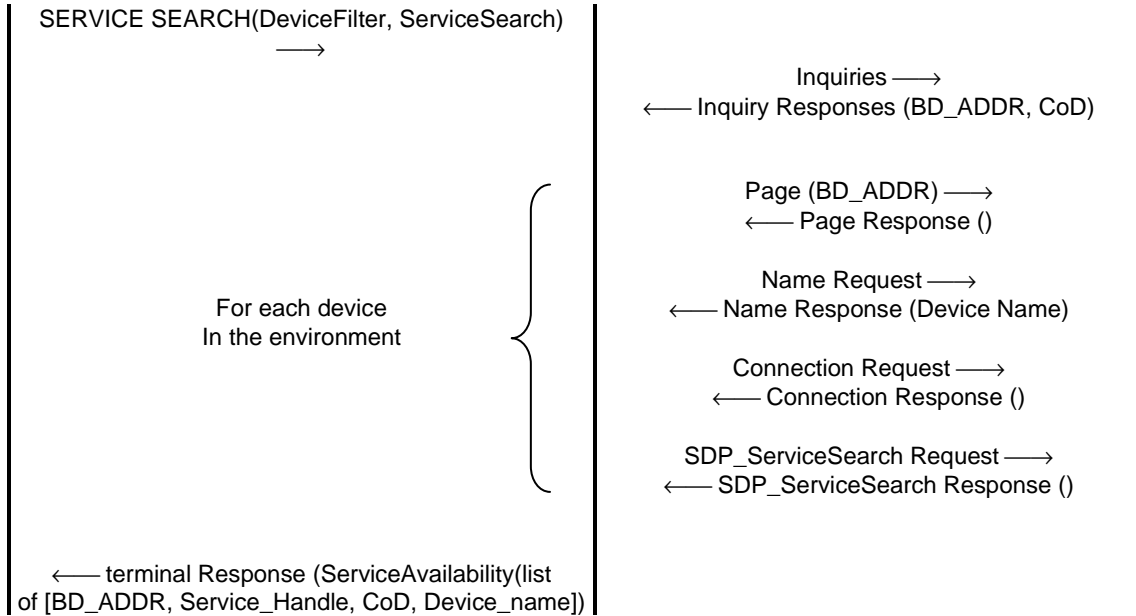 SERVICE SEARCH(DeviceFilter, ServiceSearch)
⟶
Inquiries ⟶
⟵ Inquiry Responses (BD_ADDR, CoD)
Page (BD_ADDR) ⟶
⟵ Page Response ()
Name Request ⟶
⟵ Name Response (Device Name)
For each device
In the environment
Connection Request ⟶
⟵ Connection Response ()
SDP_ServiceSearch Request ⟶
⟵ SDP_ServiceSearch Response ()
⟵ terminal Response (ServiceAvailability(list
of [BD_ADDR, Service_Handle, CoD, Device_name])